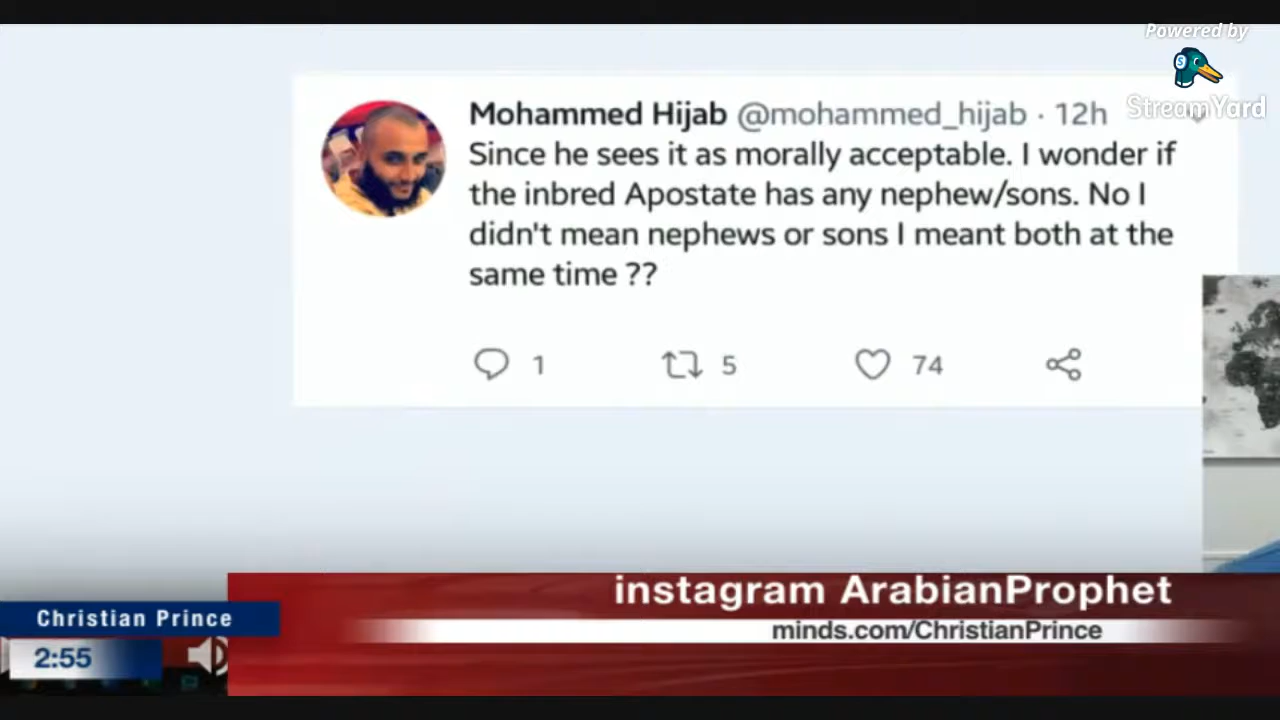 Powered by
StreamYard
Mohammed Hijab @mohammed_hijab · 12h
Since he sees it as morally acceptable. I wonder if
the inbred Apostate has any nephew/sons. No I
didn't mean nephews or sons I meant both at the
same time ??
1 5 74
instagram ArabianProphet
Christian Prince
minds.com/ChristianPrince
2:55